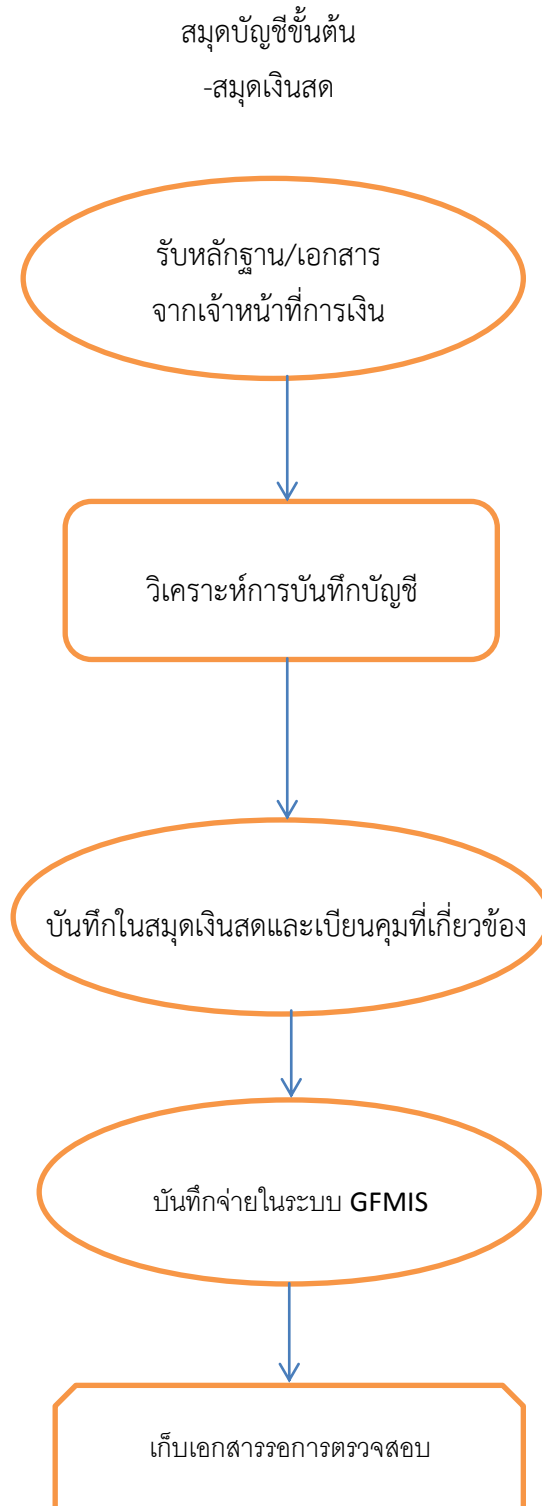 สมุดบัญชีขั้นต้น
-สมุดเงินสด
รับหลักฐาน/เอกสาร
จากเจ้าหน้าที่การเงิน
วิเคราะห์การบันทึกบัญชี
บันทึกในสมุดเงินสดและเบียนคุมที่เกี่ยวข้อง
บันทึกจ่ายในระบบ GFMIS
เก็บเอกสารรอการตรวจสอบ